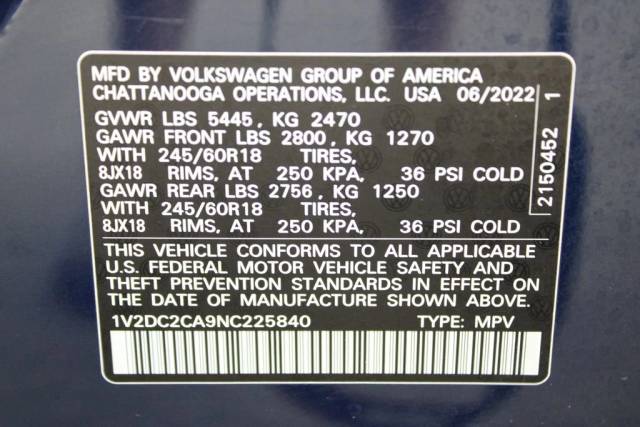 MFD BY VOLKSWAGEN GROUP OF AMERICA
CHATTANOOGA OPERATIONS, LLC. USA 06/2022
GVWR LBS 5445, KG 2470
GAWR FRONT LBS 2800, KG 1270
WITH 245/60R18 TIRES,
8JX18 RIMS, AT 250 KPA, 36 PSI COLD
GAWR REAR LBS 2756, KG 1250
WITH 245/60R18 TIRES,
8JX18 RIMS, AT 250 KPA, 36 PSI COLD
THIS VEHICLE CONFORMS TO ALL APPLICABLE
U.S. FEDERAL MOTOR VEHICLE SAFETY AND
THEFT PREVENTION STANDARDS IN EFFECT ON
THE DATE OF MANUFACTURE SHOWN ABOVE.
1V2DC2CA9NC225840 TYPE: MPV
2150452 1